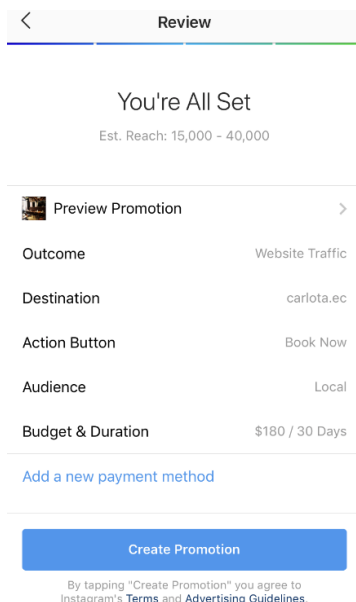 Review
You're All Set
Est. Reach: 15,000 - 40,000
Preview Promotion
Outcome Website Traffic
Destination carlota.ec
Action Button Book Now
Audience Local
Budget & Duration $180 / 30 Days
Add a new payment method
Create Promotion
By tapping "Create Promotion" you agree to
Instagram's Terms and Advertising Guidelines.